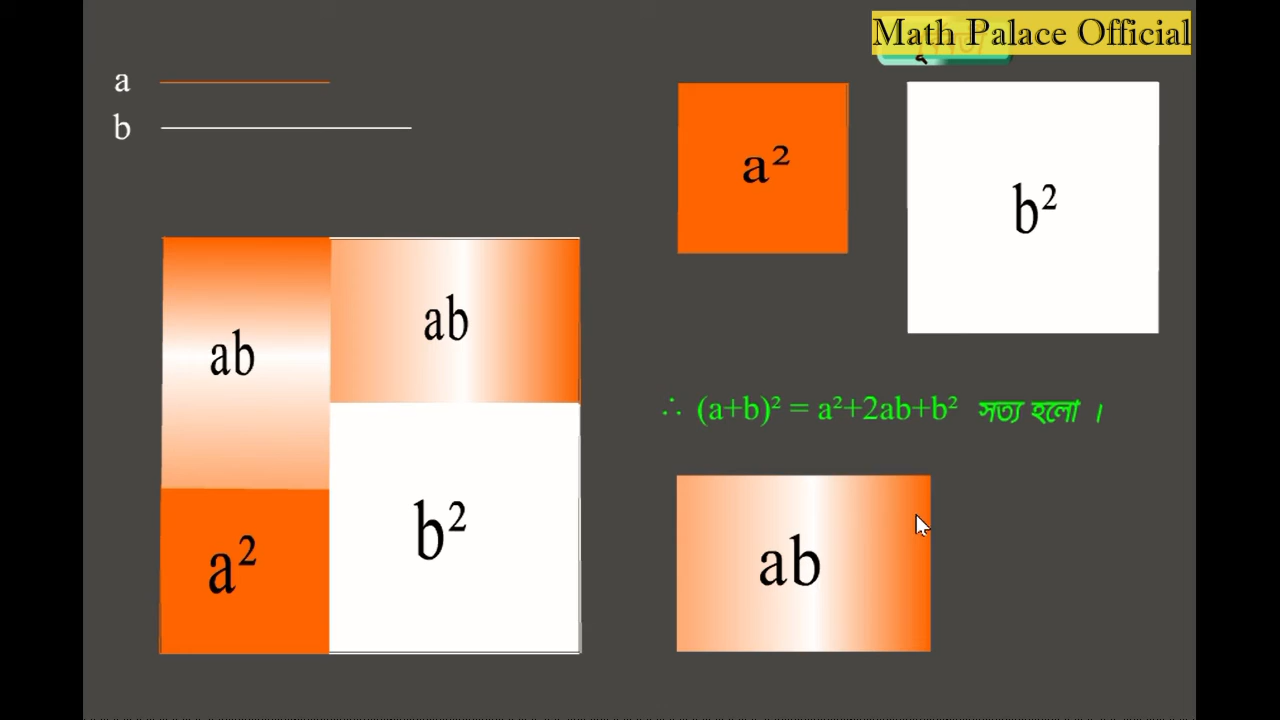 Math Palace Official
a
b
a²
b²
ab
ab
∴ (a+b)² = a²+2ab+b² সত্য হলো ।
b²
a²
ab